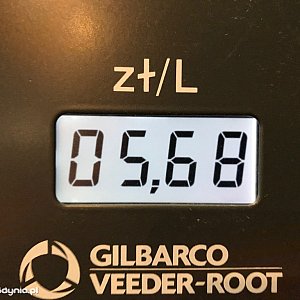 zł/L
05,68
GILBARCO
VEEDER-ROOT